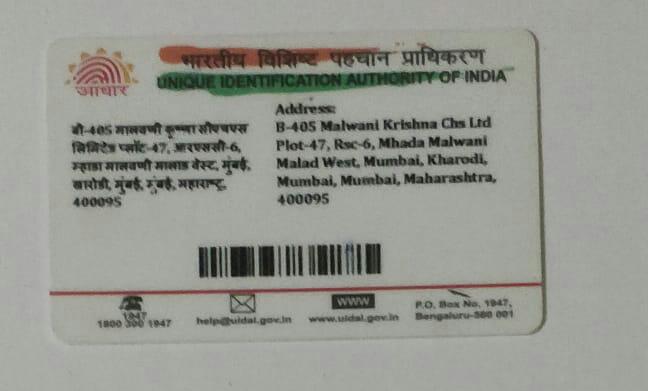 भारतीय विशिष्ट पहचान प्राधिकरण
UNIQUE IDENTIFICATION AUTHORITY OF INDIA
आधार
बी-405 मालवणी कृष्णा सीएचएस
लिमिटेड प्लॉट-47, आरएससी-6,
म्हाडा मालवणी मालाड वेस्ट, मुंबई,
खारोडी, मुंबई, मुंबई, महाराष्ट्र,
400095
Address:
B-405 Malwani Krishna Chs Ltd
Plot-47, Rsc-6, Mhada Malwani
Malad West, Mumbai, Kharodi,
Mumbai, Mumbai, Maharashtra,
400095
1947
1800 300 1947
help@uidai.gov.in
WWW
www.uidai.gov.in
P.O. Box No. 1947,
Bengaluru-560 001